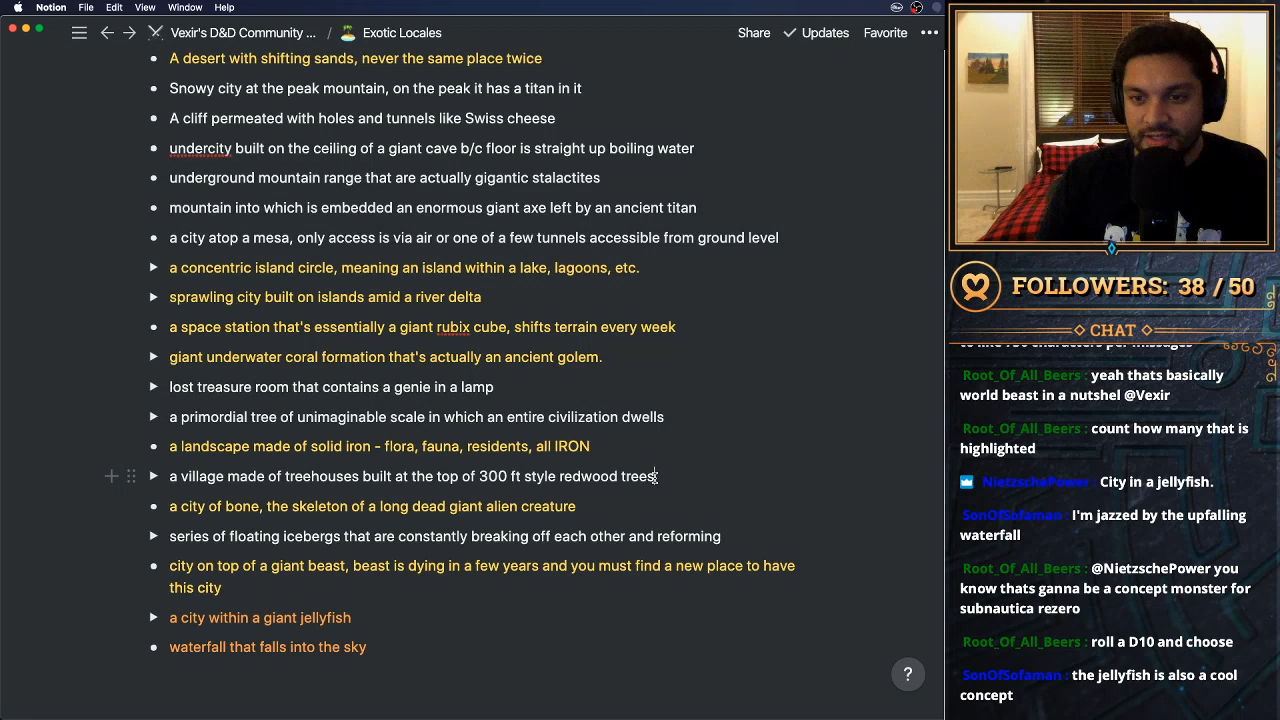 Notion File Edit View Window Help
Vexir's D&D Community ... / Exotic Locales
Share Updates Favorite
A desert with shifting sands, never the same place twice
Snowy city at the peak mountain, on the peak it has a titan in it
A cliff permeated with holes and tunnels like Swiss cheese
undercity built on the ceiling of a giant cave b/c floor is straight up boiling water
underground mountain range that are actually gigantic stalactites
mountain into which is embedded an enormous giant axe left by an ancient titan
a city atop a mesa, only access is via air or one of a few tunnels accessible from ground level
a concentric island circle, meaning an island within a lake, lagoons, etc.
sprawling city built on islands amid a river delta
a space station that's essentially a giant rubix cube, shifts terrain every week
giant underwater coral formation that's actually an ancient golem.
lost treasure room that contains a genie in a lamp
a primordial tree of unimaginable scale in which an entire civilization dwells
a landscape made of solid iron - flora, fauna, residents, all IRON
a village made of treehouses built at the top of 300 ft style redwood trees
a city of bone, the skeleton of a long dead giant alien creature
series of floating icebergs that are constantly breaking off each other and reforming
city on top of a giant beast, beast is dying in a few years and you must find a new place to have
this city
a city within a giant jellyfish
waterfall that falls into the sky
?
FOLLOWERS: 38 / 50
CHAT
Root_Of_All_Beers : yeah thats basically
world beast in a nutshel @Vexir
Root_Of_All_Beers : count how many that is
highlighted
NietzschePower : City in a jellyfish.
SonOfSofaman : I'm jazzed by the upfalling
waterfall
Root_Of_All_Beers : @NietzschePower you
know thats ganna be a concept monster for
subnautica rezero
Root_Of_All_Beers : roll a D10 and choose
SonOfSofaman : the jellyfish is also a cool
concept